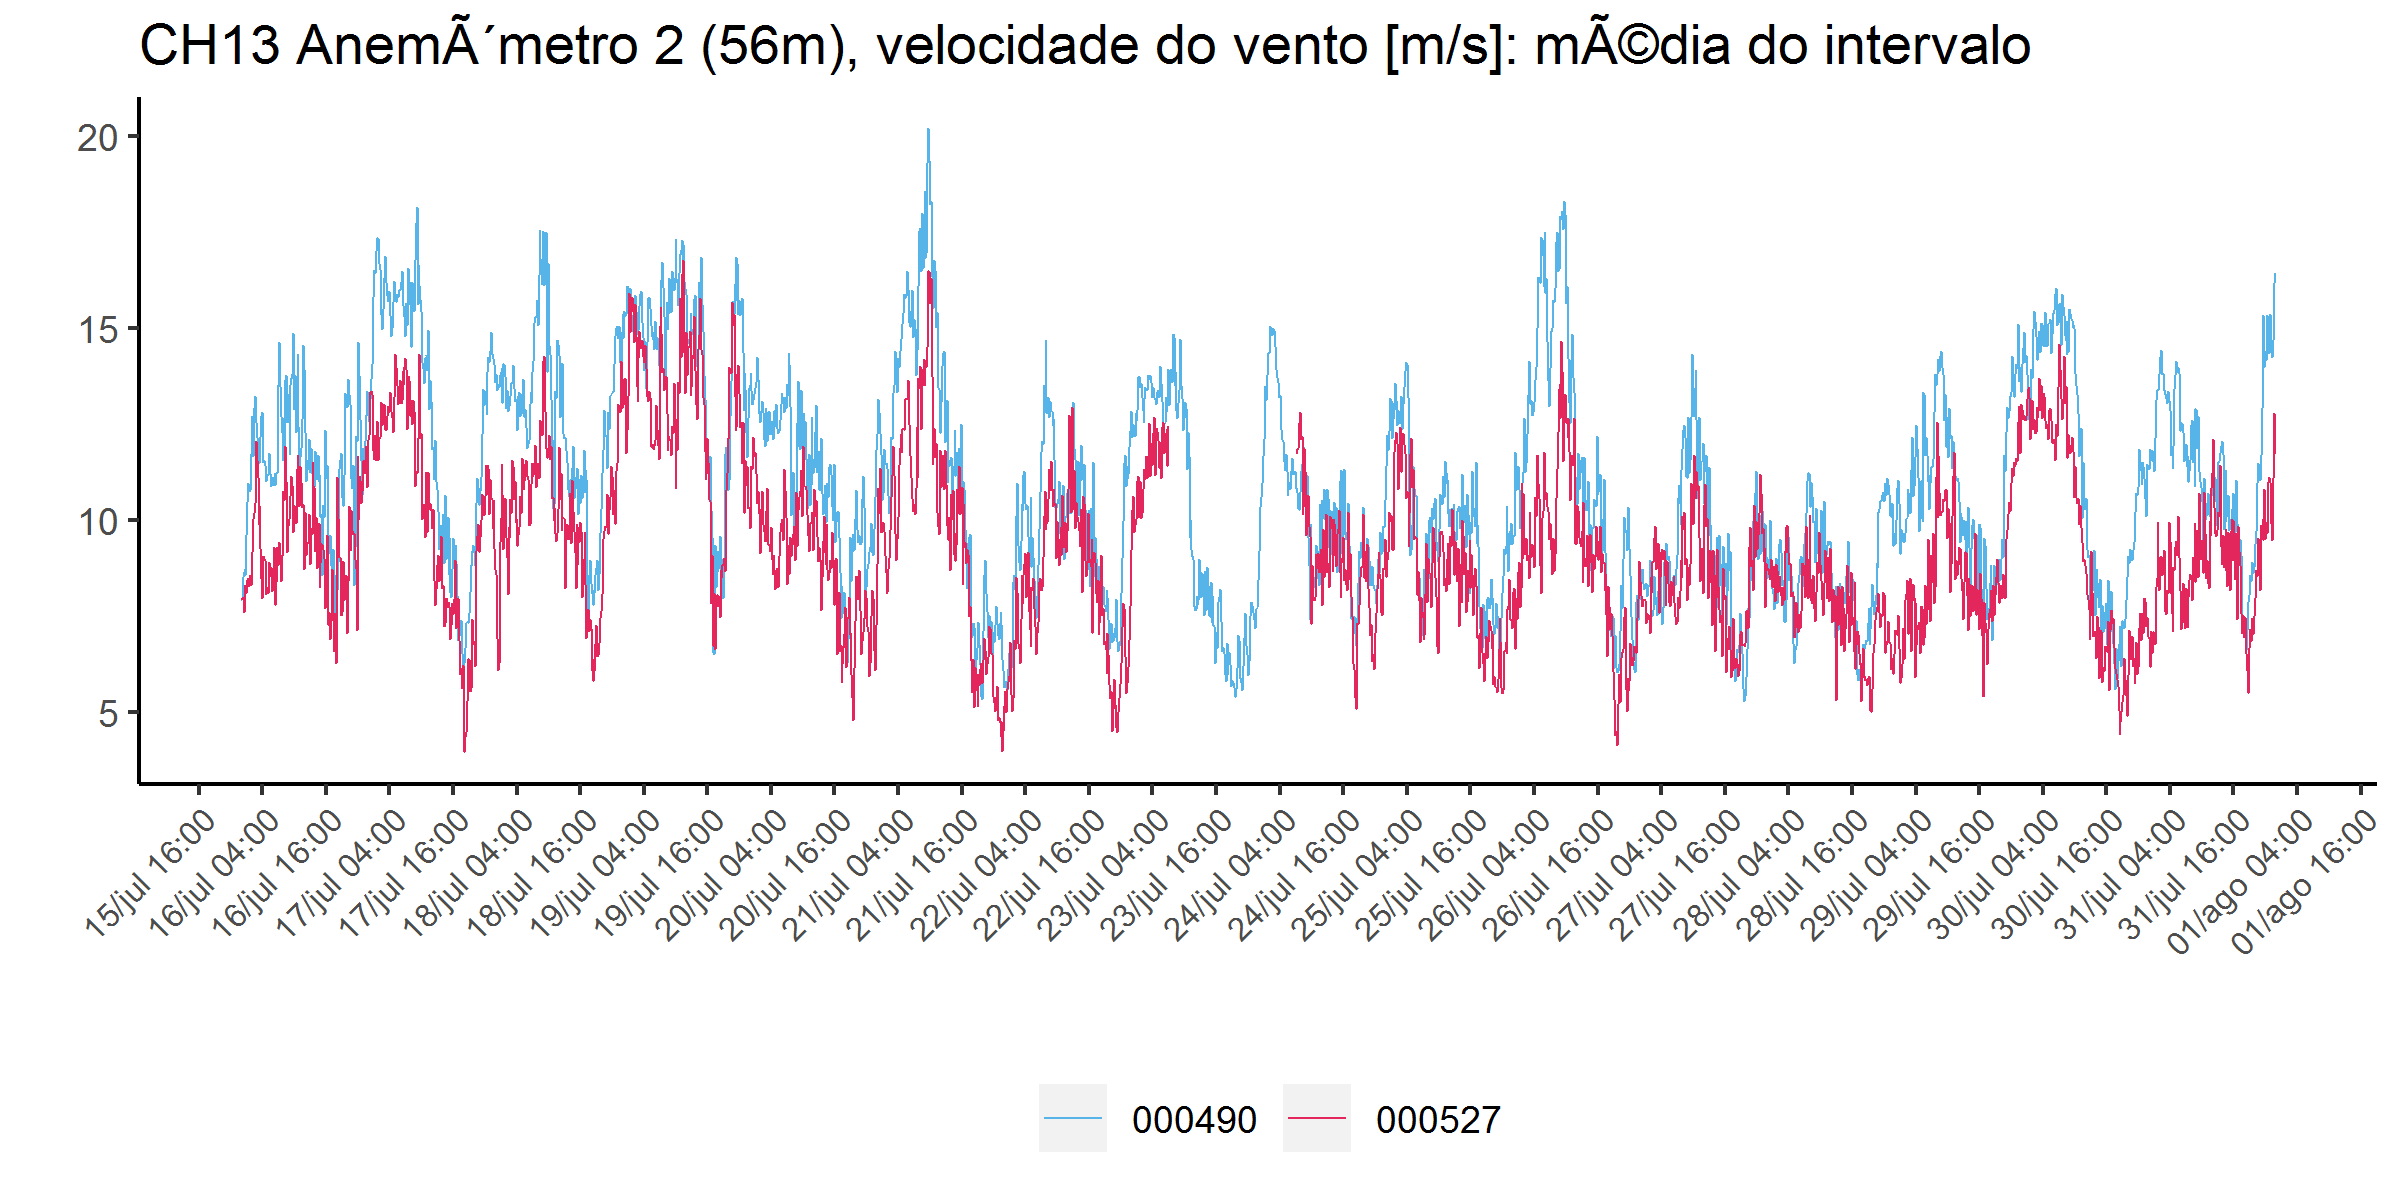 CH13 AnemÃ´metro 2 (56m), velocidade do vento [m/s]: mÃ©dia do intervalo
20
15
10
5
15/jul 16:00
16/jul 04:00
16/jul 16:00
17/jul 04:00
17/jul 16:00
18/jul 04:00
18/jul 16:00
19/jul 04:00
19/jul 16:00
20/jul 04:00
20/jul 16:00
21/jul 04:00
21/jul 16:00
22/jul 04:00
22/jul 16:00
23/jul 04:00
23/jul 16:00
24/jul 04:00
24/jul 16:00
25/jul 04:00
25/jul 16:00
26/jul 04:00
26/jul 16:00
27/jul 04:00
27/jul 16:00
28/jul 04:00
28/jul 16:00
29/jul 04:00
29/jul 16:00
30/jul 04:00
30/jul 16:00
31/jul 04:00
31/jul 16:00
01/ago 04:00
01/ago 16:00
000490
000527